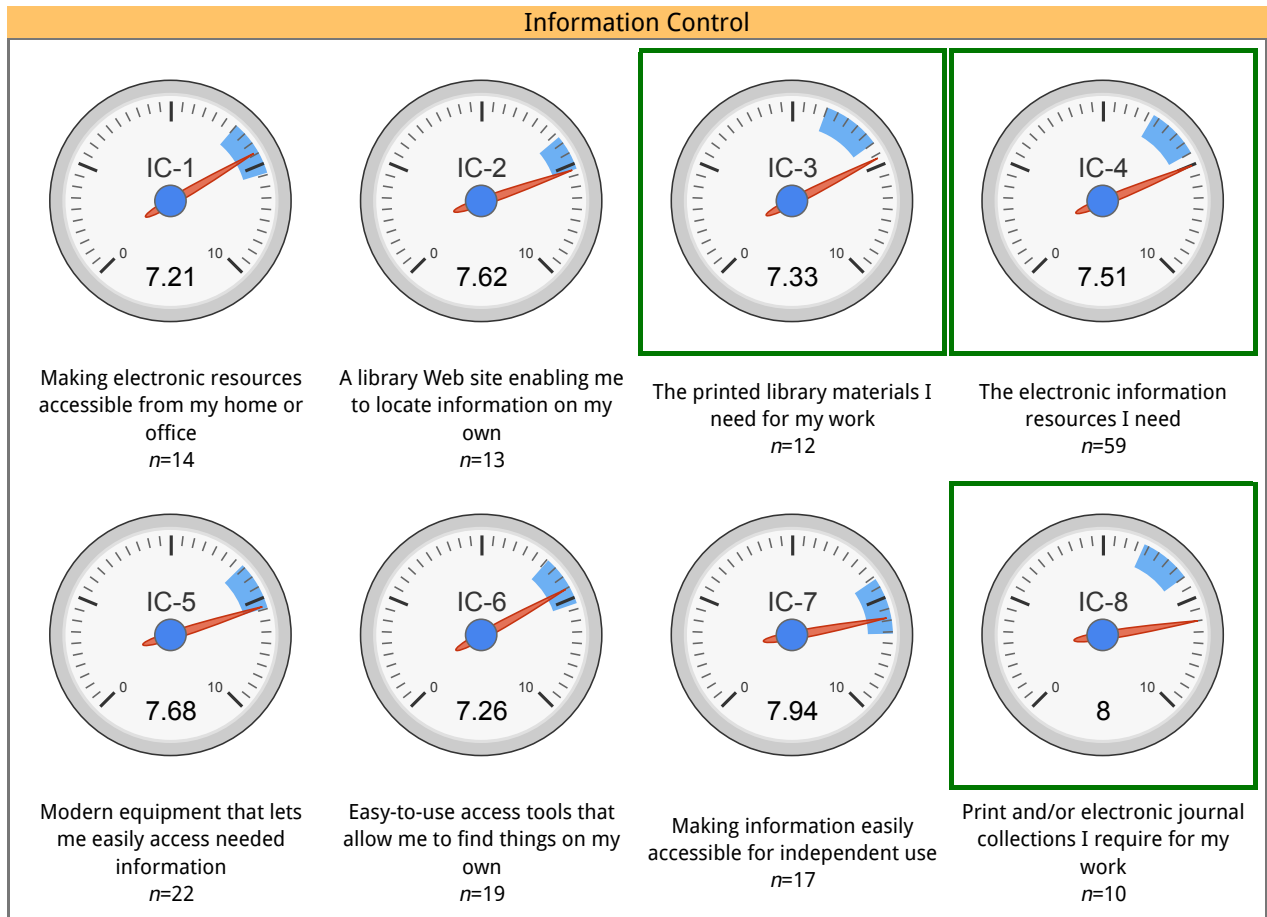 Information Control
IC-1
0
10
7.21
Making electronic resources
accessible from my home or
office
n=14
IC-2
0
10
7.62
A library Web site enabling me
to locate information on my
own
n=13
IC-3
0
10
7.33
The printed library materials I
need for my work
n=12
IC-4
0
10
7.51
The electronic information
resources I need
n=59
IC-5
0
10
7.68
Modern equipment that lets
me easily access needed
information
n=22
IC-6
0
10
7.26
Easy-to-use access tools that
allow me to find things on my
own
n=19
IC-7
0
10
7.94
Making information easily
accessible for independent use
n=17
IC-8
0
10
8
Print and/or electronic journal
collections I require for my
work
n=10